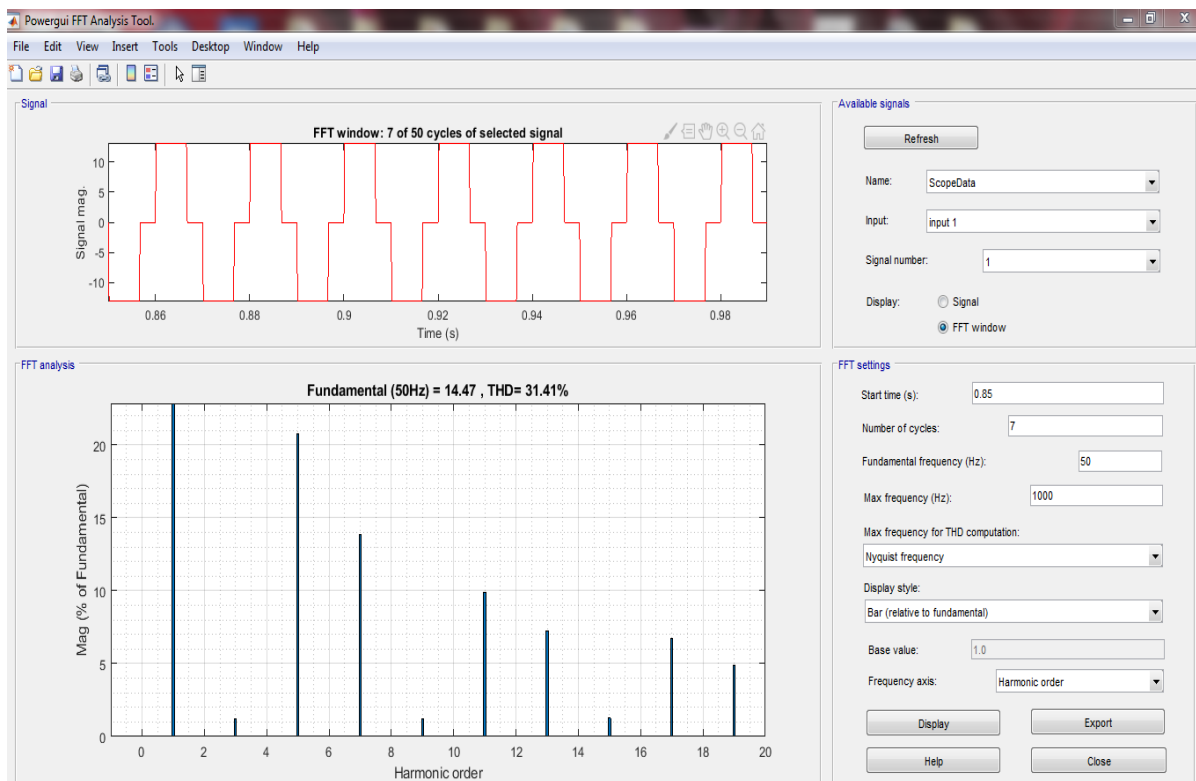 Powergui FFT Analysis Tool.
File Edit View Insert Tools Desktop Window Help
Signal
FFT window: 7 of 50 cycles of selected signal
10
5
0
-5
-10
Signal mag.
0.86 0.88 0.9 0.92 0.94 0.96 0.98
Time (s)
Available signals
Refresh
Name: ScopeData
Input: input 1
Signal number: 1
Display: Signal
FFT window
FFT analysis
Fundamental (50Hz) = 14.47 , THD= 31.41%
20
15
10
5
0
Mag (% of Fundamental)
0 2 4 6 8 10 12 14 16 18 20
Harmonic order
FFT settings
Start time (s): 0.85
Number of cycles: 7
Fundamental frequency (Hz): 50
Max frequency (Hz): 1000
Max frequency for THD computation:
Nyquist frequency
Display style:
Bar (relative to fundamental)
Base value: 1.0
Frequency axis: Harmonic order
Display Export
Help Close